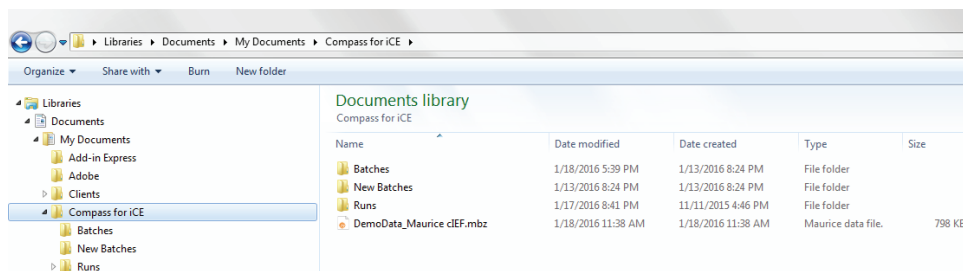 Libraries Documents My Documents Compass for iCE
Organize Share with Burn New folder
Libraries
Documents
My Documents
Add-in Express
Adobe
Clients
Compass for iCE
Batches
New Batches
Runs
Documents library
Compass for iCE
Name Date modified Date created Type Size
Batches 1/18/2016 5:39 PM 1/13/2016 8:24 PM File folder
New Batches 1/13/2016 8:24 PM 1/13/2016 8:24 PM File folder
Runs 1/17/2016 8:41 PM 11/11/2015 4:46 PM File folder
DemoData_Maurice cIEF.mbz 1/18/2016 11:38 AM 1/18/2016 11:38 AM Maurice data file. 798 KB